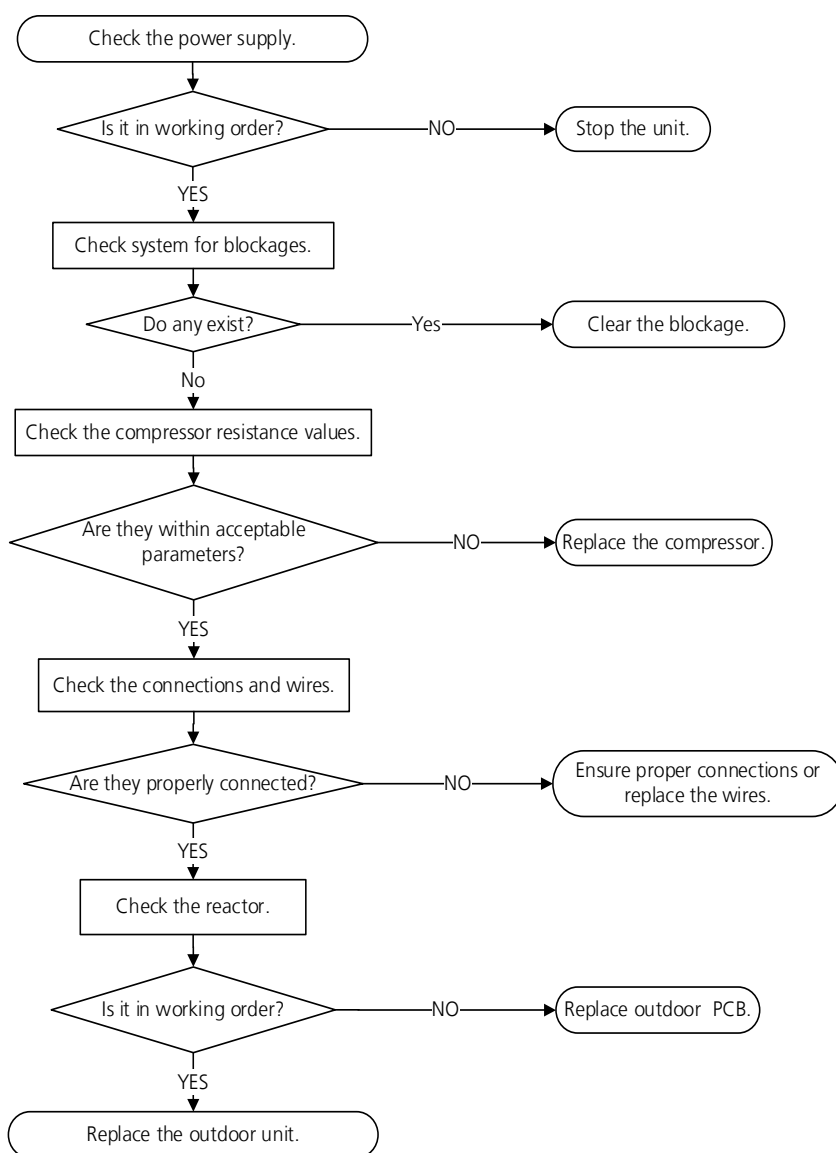 Check the power supply.
Is it in working order?
NO
Stop the unit.
YES
Check system for blockages.
Do any exist?
Yes
Clear the blockage.
No
Check the compressor resistance values.
Are they within acceptable
parameters?
NO
Replace the compressor.
YES
Check the connections and wires.
Are they properly connected?
NO
Ensure proper connections or
replace the wires.
YES
Check the reactor.
Is it in working order?
NO
Replace outdoor PCB.
YES
Replace the outdoor unit.